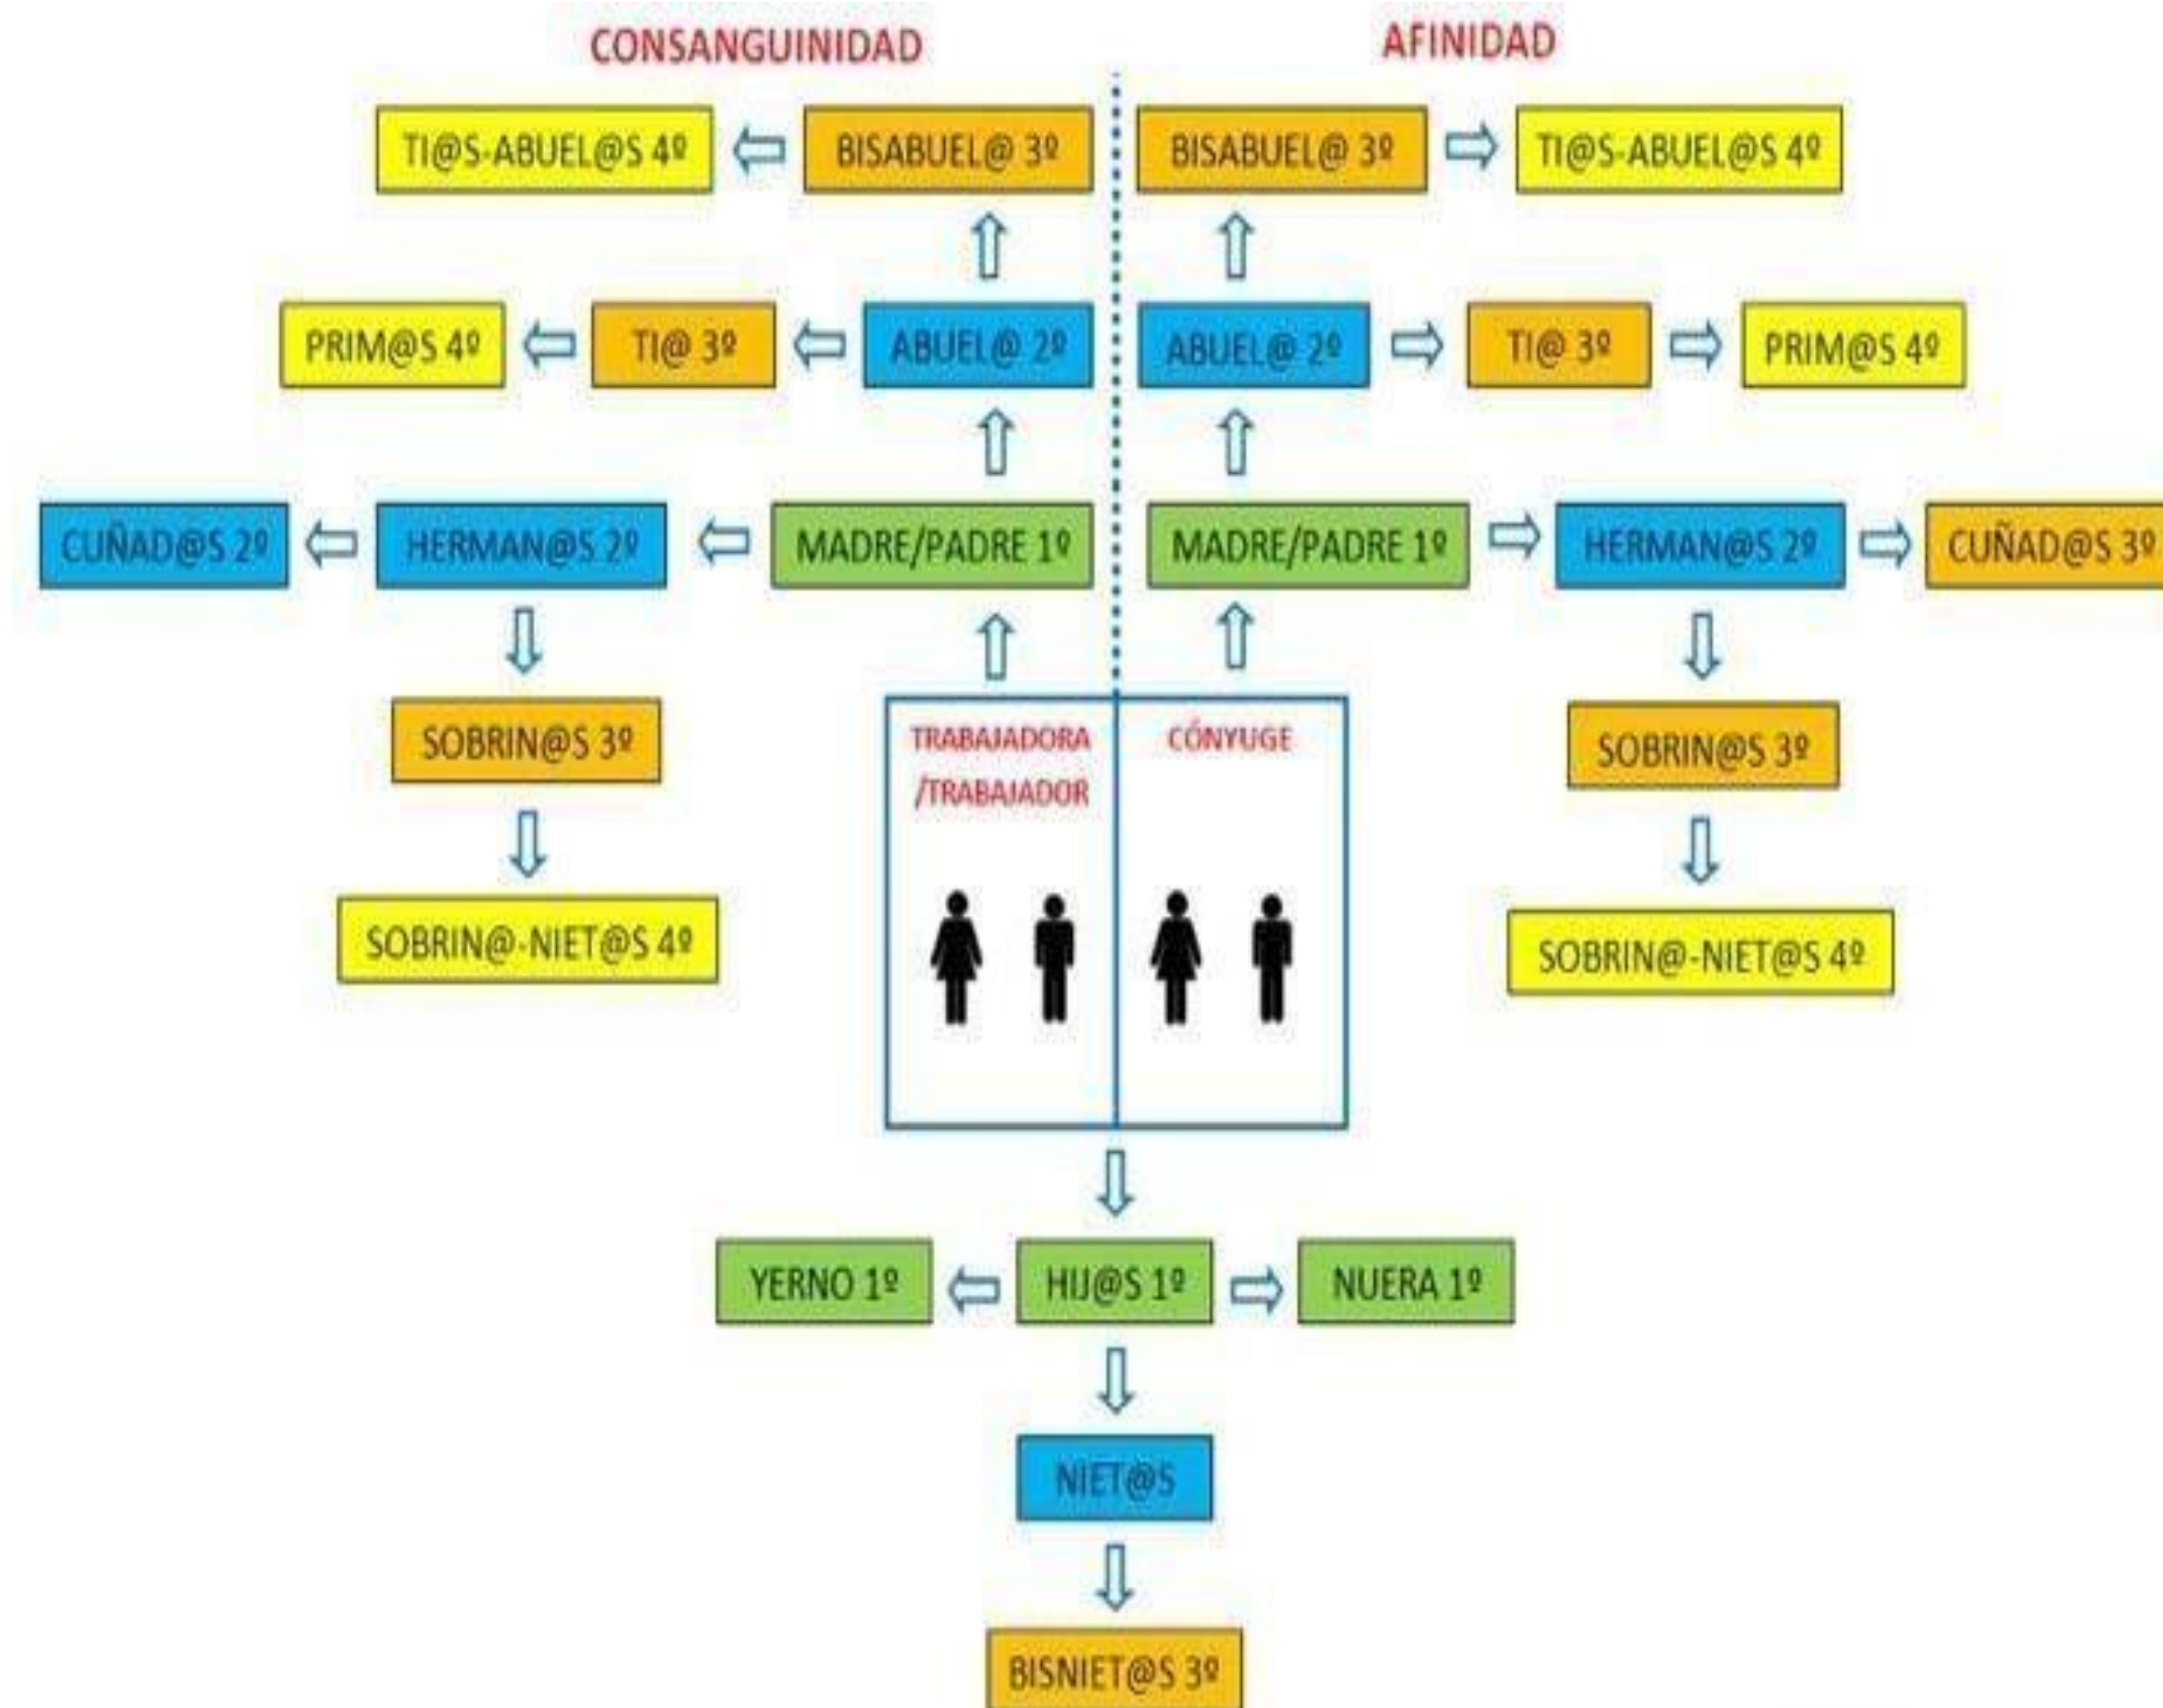 CONSANGUINIDAD
AFINIDAD
TI@S-ABUEL@S 4º
BISABUEL@ 3º
BISABUEL@ 3º
TI@S-ABUEL@S 4º
PRIM@S 4º
TI@ 3º
ABUEL@ 2º
ABUEL@ 2º
TI@ 3º
PRIM@S 4º
CUÑAD@S 2º
HERMAN@S 2º
MADRE/PADRE 1º
MADRE/PADRE 1º
HERMAN@S 2º
CUÑAD@S 3º
SOBRIN@S 3º
TRABAJADORA
/TRABAJADOR
CÓNYUGE
SOBRIN@S 3º
SOBRIN@-NIET@S 4º
SOBRIN@-NIET@S 4º
YERNO 1º
HIJ@S 1º
NUERA 1º
NIET@S
BISNIET@S 3º